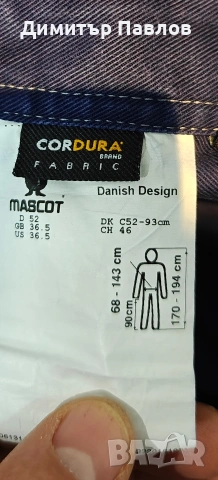 Димитър Павлов
CORDURA®
BRAND
FABRIC
MASCOT
Danish Design
D 52
GB 36.5
US 36.5
DK C52-93cm
CH 46
68 - 143 cm
90cm
170 - 194 cm
BAZAR